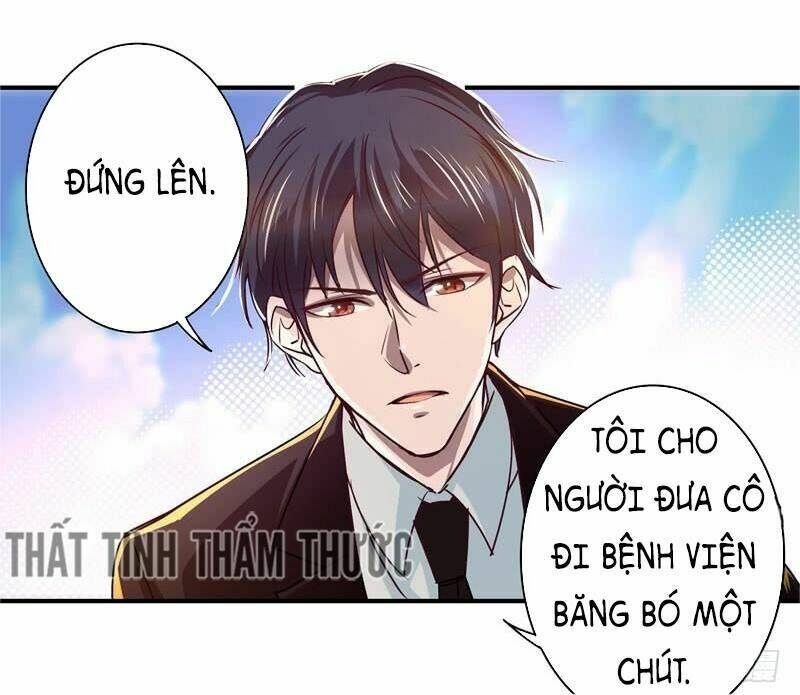 ĐỨNG LÊN.
TÔI CHO
NGƯỜI ĐƯA CÔ
ĐI BỆNH VIỆN
BĂNG BÓ MỘT
CHÚT.
THẤT TINH THẨM THƯỚC